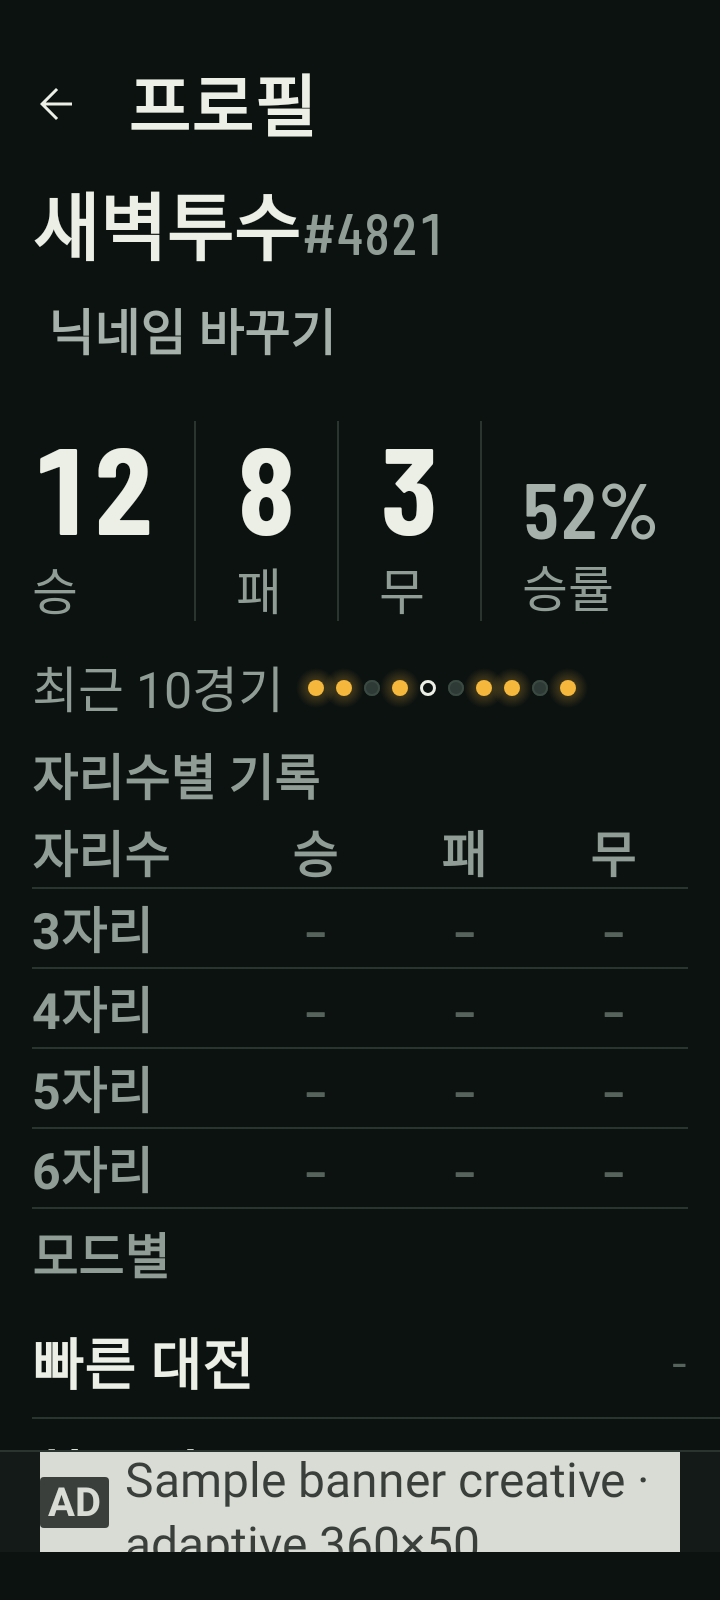 프로필
새벽투수#4821
닉네임 바꾸기
12 8 3 52%
승 패 무 승률
최근 10경기
자리수별 기록
자리수 승 패 무
3자리 - - -
4자리 - - -
5자리 - - -
6자리 - - -
모드별
빠른 대전 -
AD Sample banner creative ·
adaptive 360×50